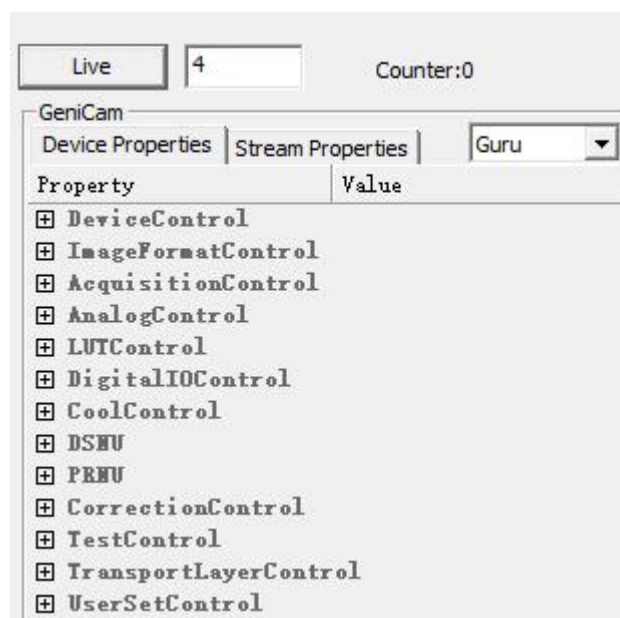 Live 4 Counter:0
GeniCam
Device Properties Stream Properties Guru
Property Value
DeviceControl
ImageFormatControl
AcquisitionControl
AnalogControl
LUTControl
DigitalIOControl
CoolControl
DSNU
PRNU
CorrectionControl
TestControl
TransportLayerControl
UserSetControl